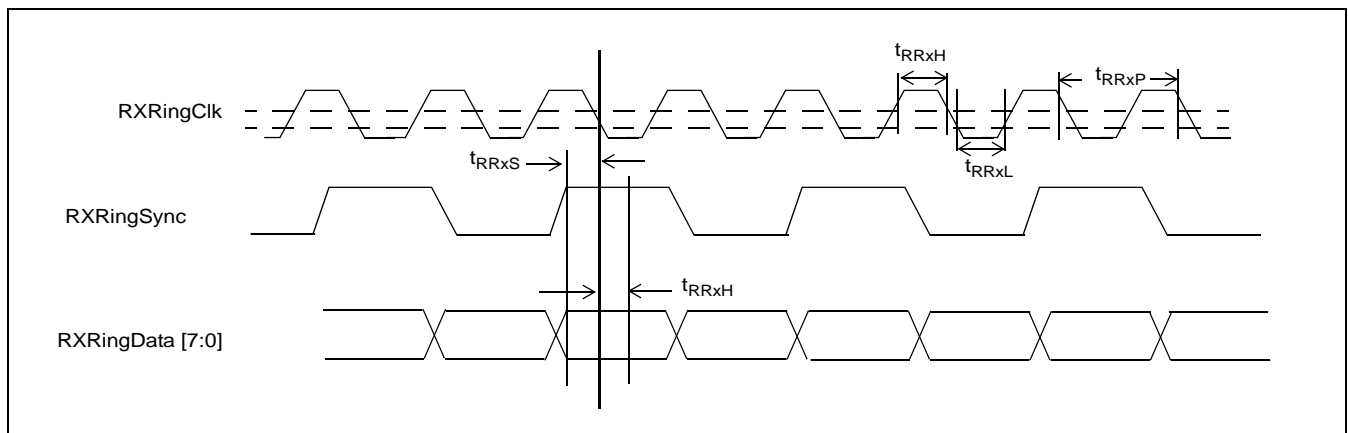 tRRxH
tRRxP
RXRingClk
tRRxS
tRRxL
RXRingSync
tRRxH
RXRingData [7:0]